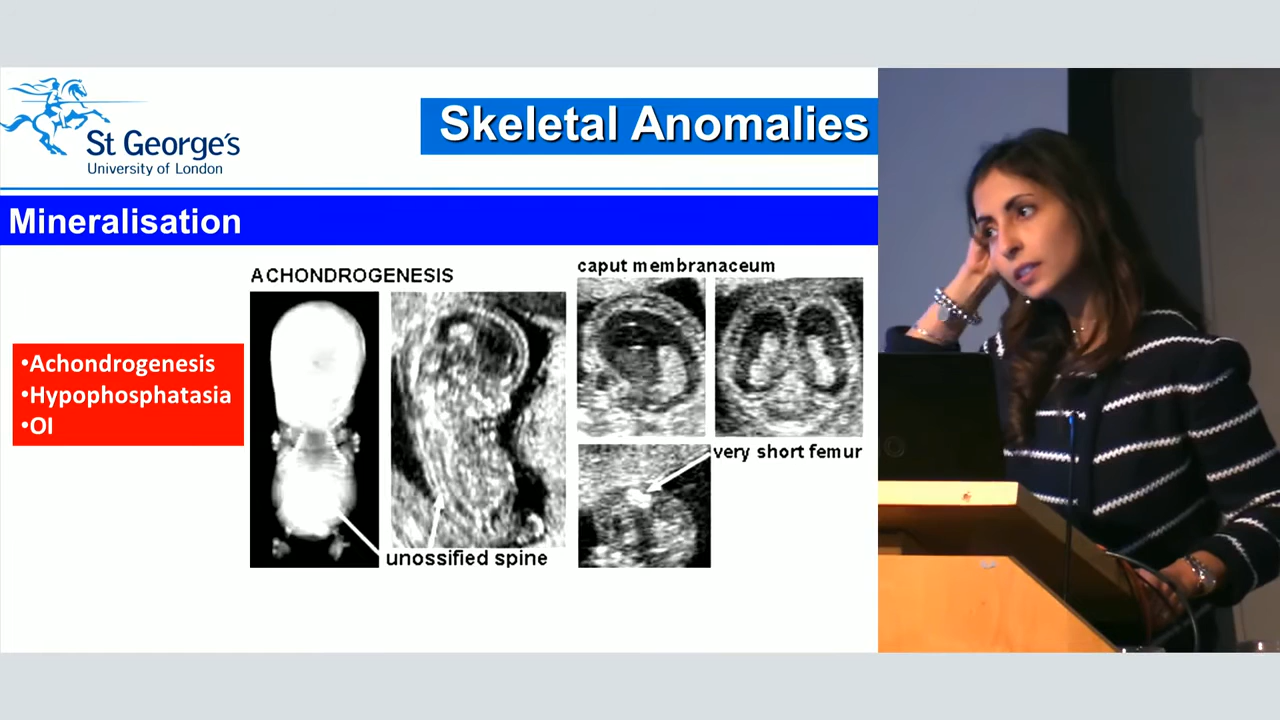 St George's
University of London
Skeletal Anomalies
Mineralisation
ACHONDROGENESIS
caput membranaceum
•Achondrogenesis
•Hypophosphatasia
•OI
very short femur
unossified spine